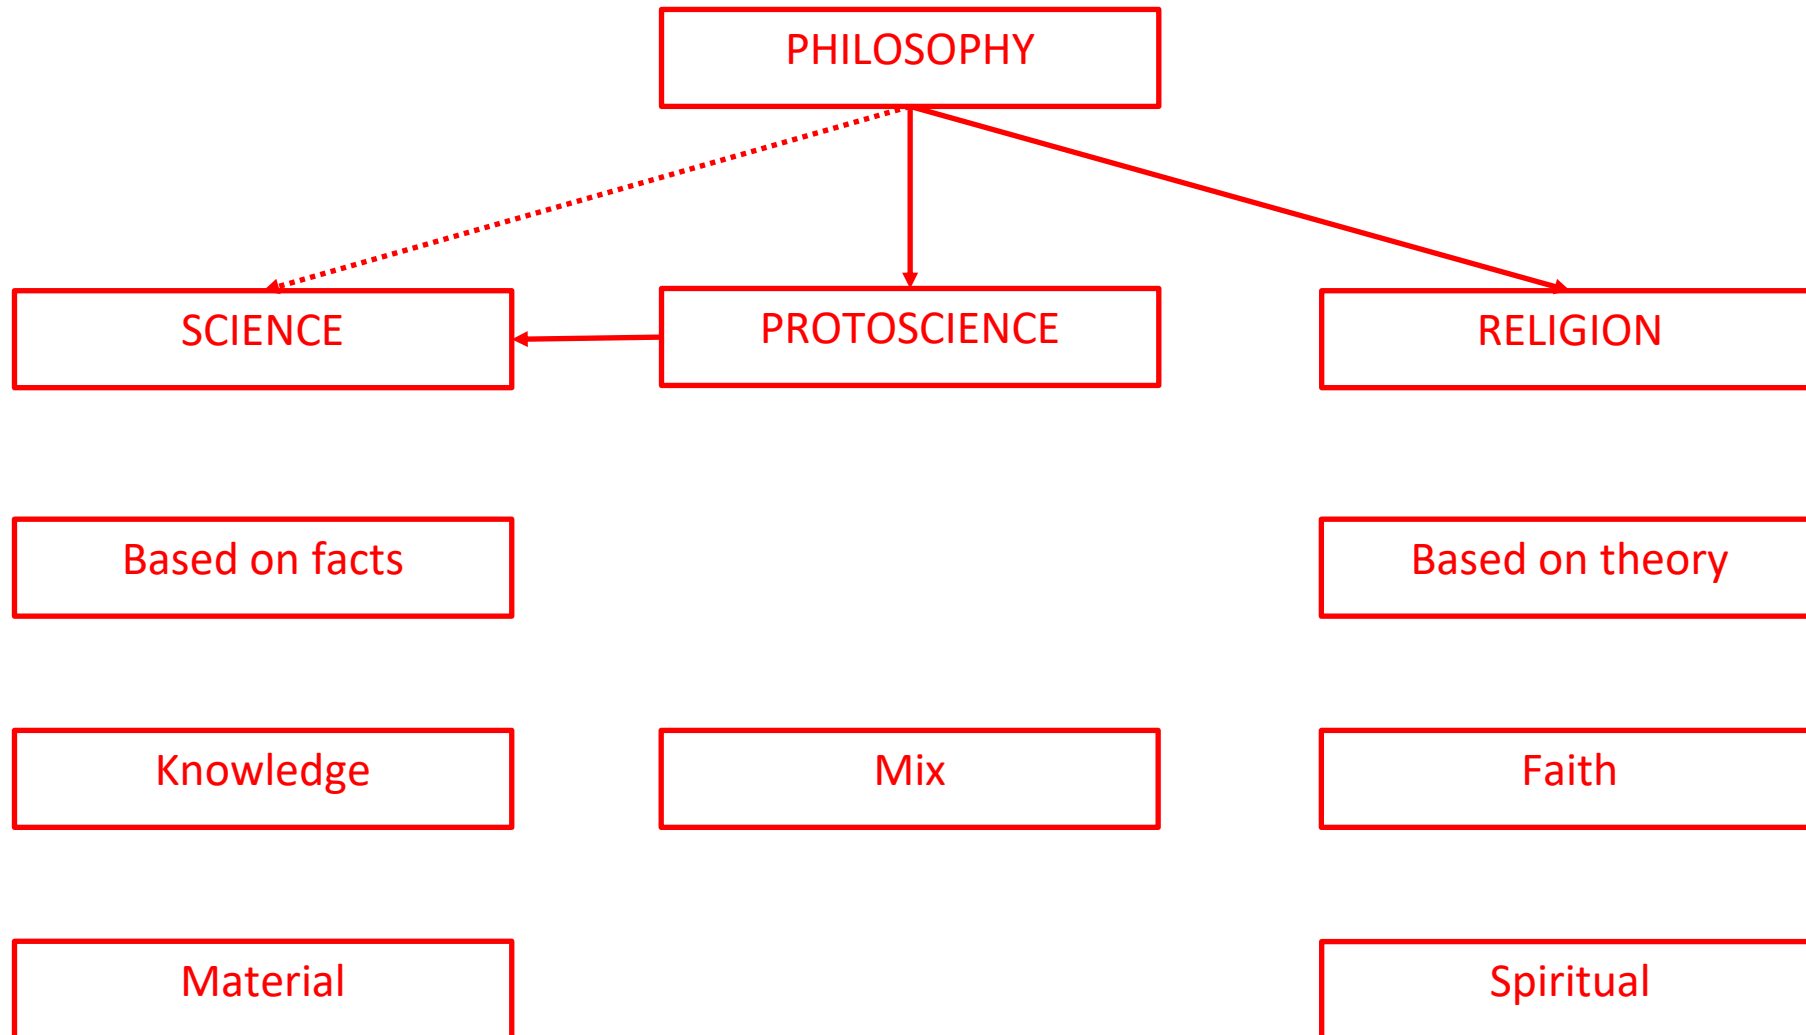 PHILOSOPHY
SCIENCE
PROTOSCIENCE
RELIGION
Based on facts
Based on theory
Knowledge
Mix
Faith
Material
Spiritual